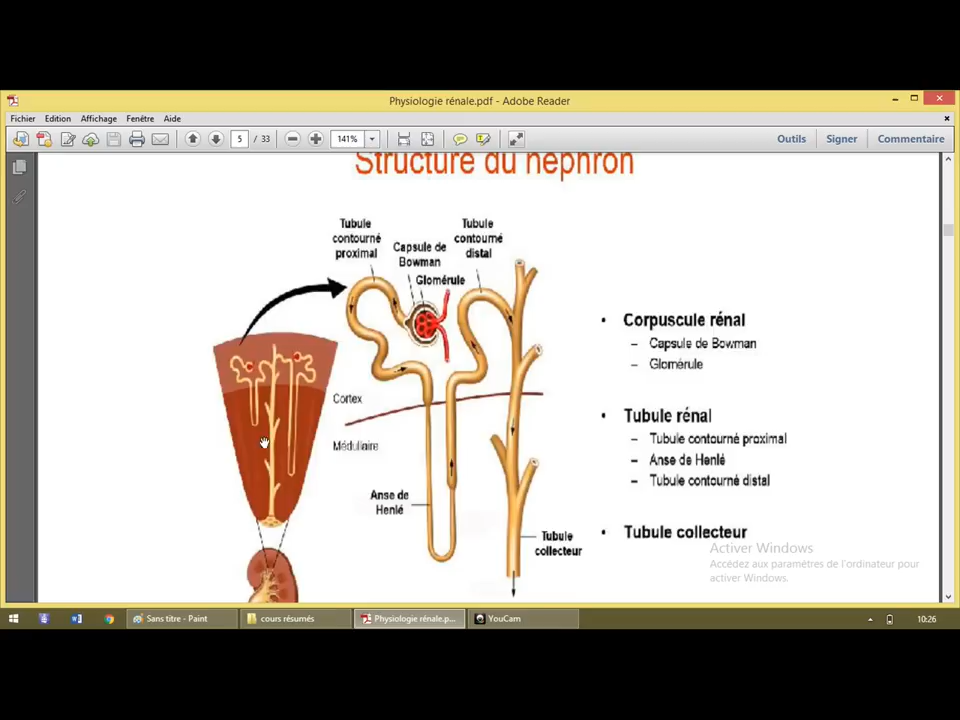 Physiologie rénale.pdf - Adobe Reader
Fichier Edition Affichage Fenêtre Aide
5 / 33 141% Outils Signer Commentaire
Structure du néphron
Tubule
contourné
proximal
Capsule de
Bowman
Glomérule
Tubule
contourné
distal
Cortex
Médullaire
Anse de
Henlé
Tubule
collecteur
• Corpuscule rénal
– Capsule de Bowman
– Glomérule
• Tubule rénal
– Tubule contourné proximal
– Anse de Henlé
– Tubule contourné distal
• Tubule collecteur
Activer Windows
Accédez aux paramètres de l'ordinateur pour
activer Windows.
Sans titre - Paint cours résumés Physiologie rénale.p... YouCam 10:26